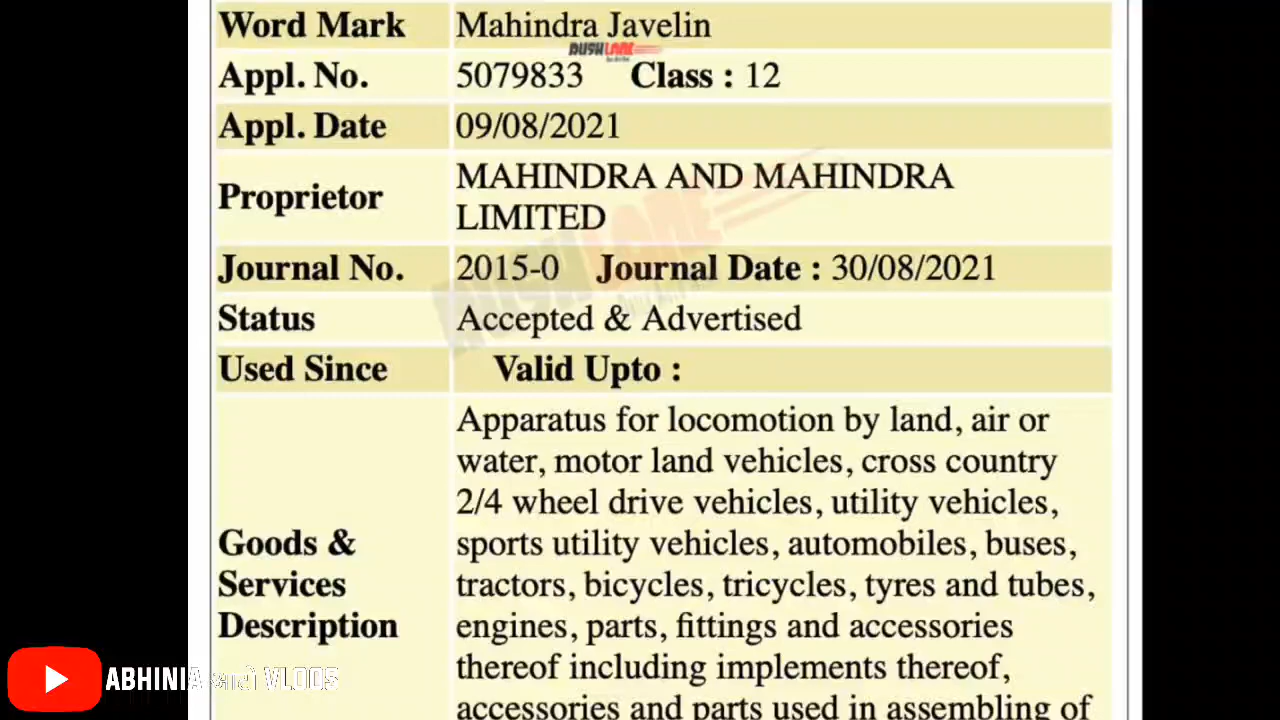 Word Mark Mahindra Javelin
RUSHLANE
Appl. No. 5079833 Class : 12
Appl. Date 09/08/2021
Proprietor MAHINDRA AND MAHINDRA
LIMITED
Journal No. 2015-0 Journal Date : 30/08/2021
Status Accepted & Advertised
Used Since Valid Upto :
Goods &
Services
Description
Apparatus for locomotion by land, air or
water, motor land vehicles, cross country
2/4 wheel drive vehicles, utility vehicles,
sports utility vehicles, automobiles, buses,
tractors, bicycles, tricycles, tyres and tubes,
engines, parts, fittings and accessories
thereof including implements thereof,
accessories and parts used in assembling of
RUSHLANE
ABHINIA VLOGS